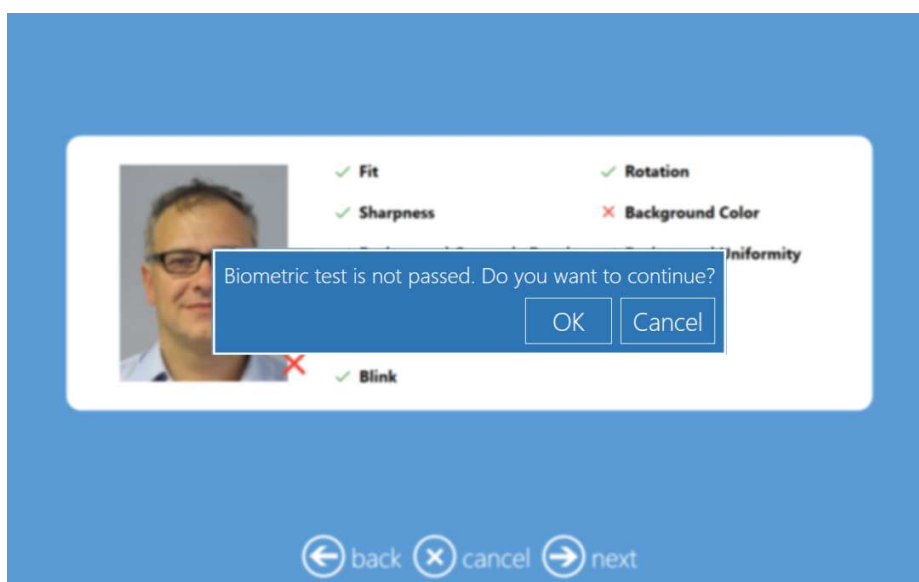 Fit
Rotation
Sharpness
Background Color
Uniformity
Biometric test is not passed. Do you want to continue?
OK Cancel
Blink
back cancel next